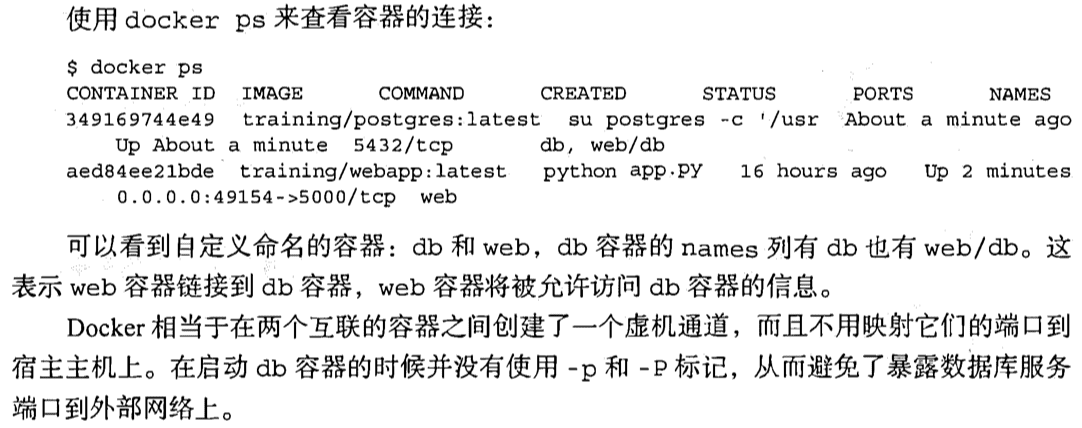 使用 docker ps 来查看容器的连接：
$ docker ps
CONTAINER ID IMAGE COMMAND CREATED STATUS PORTS NAMES
349169744e49 training/postgres:latest su postgres -c '/usr About a minute ago
Up About a minute 5432/tcp db, web/db
aed84ee21bde training/webapp:latest python app.py 16 hours ago Up 2 minutes
0.0.0.0:49154->5000/tcp web
可以看到自定义命名的容器：db 和 web，db 容器的 names 列有 db 也有 web/db。这
表示 web 容器链接到 db 容器，web 容器将被允许访问 db 容器的信息。
Docker 相当于在两个互联的容器之间创建了一个虚机通道，而且不用映射它们的端口到
宿主主机上。在启动 db 容器的时候并没有使用 -p 和 -P 标记，从而避免了暴露数据库服务
端口到外部网络上。